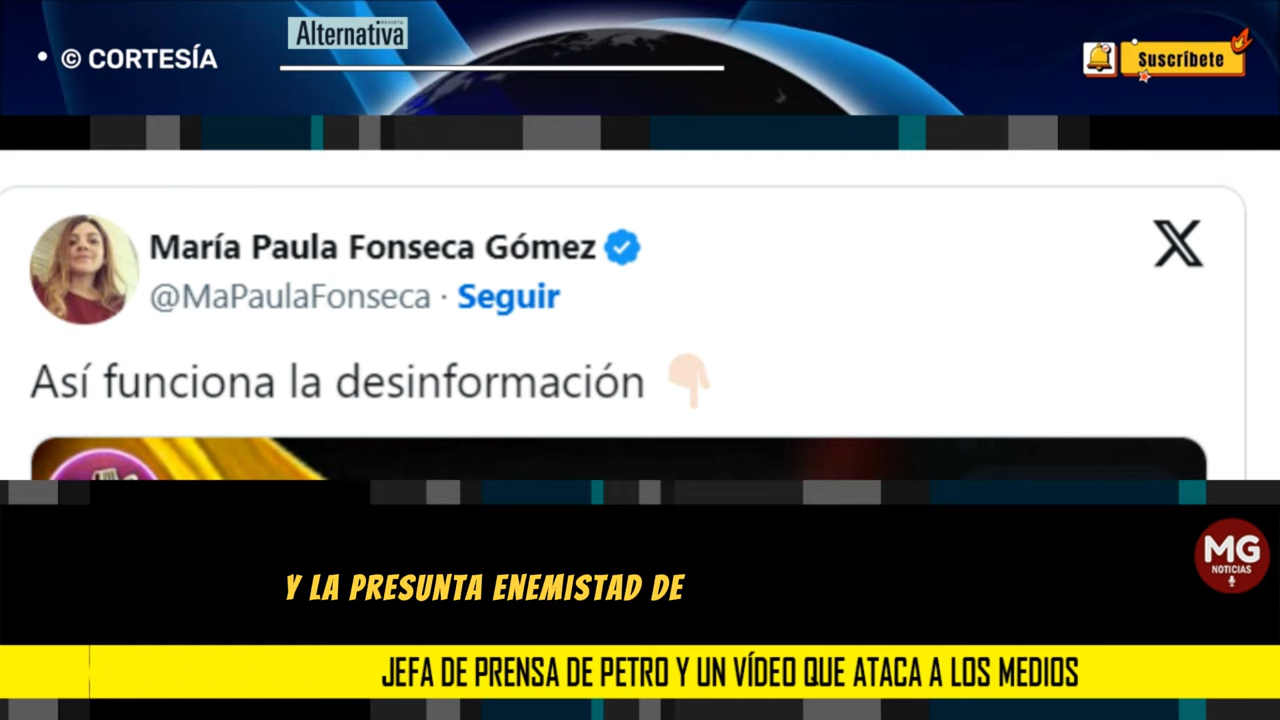 © CORTESÍA
REVISTA
Alternativa
Suscríbete
María Paula Fonseca Gómez
@MaPaulaFonseca · Seguir
Así funciona la desinformación
Y LA PRESUNTA ENEMISTAD DE
MG
NOTICIAS
JEFA DE PRENSA DE PETRO Y UN VÍDEO QUE ATACA A LOS MEDIOS